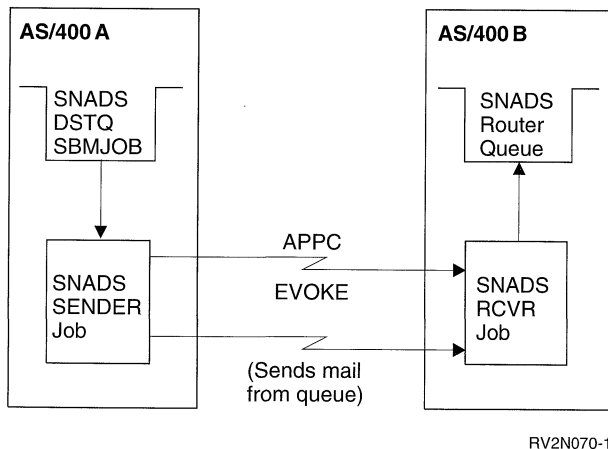 AS/400 A
SNADS
DSTQ
SBMJOB
SNADS
SENDER
Job
APPC
EVOKE
(Sends mail
from queue)
AS/400 B
SNADS
Router
Queue
SNADS
RCVR
Job
RV2N070-1